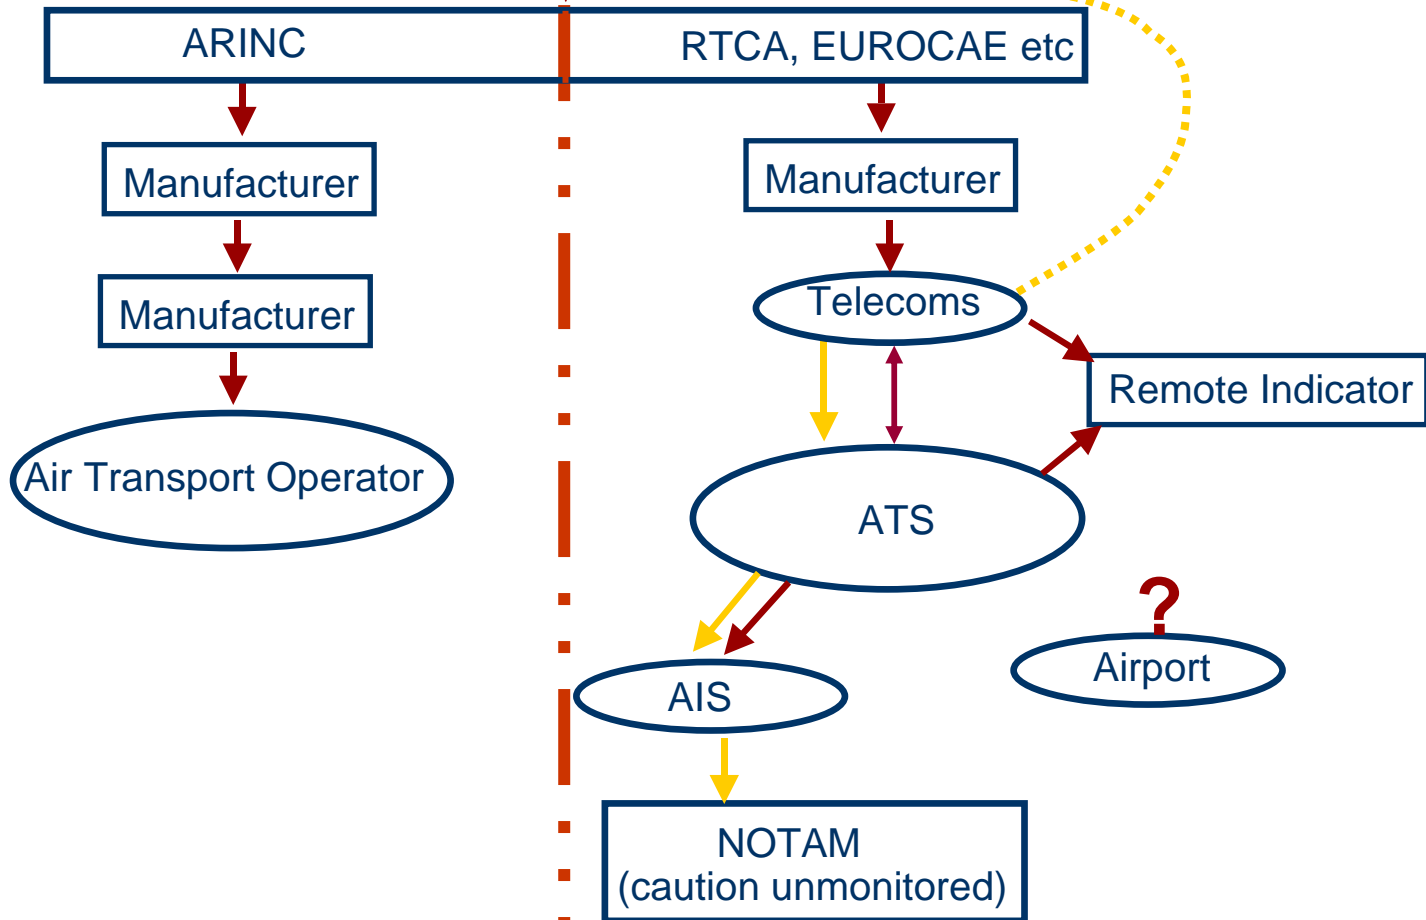 ARINC
RTCA, EUROCAE etc
Manufacturer
Manufacturer
Manufacturer
Telecoms
Remote Indicator
Air Transport Operator
ATS
?
Airport
AIS
NOTAM
(caution unmonitored)